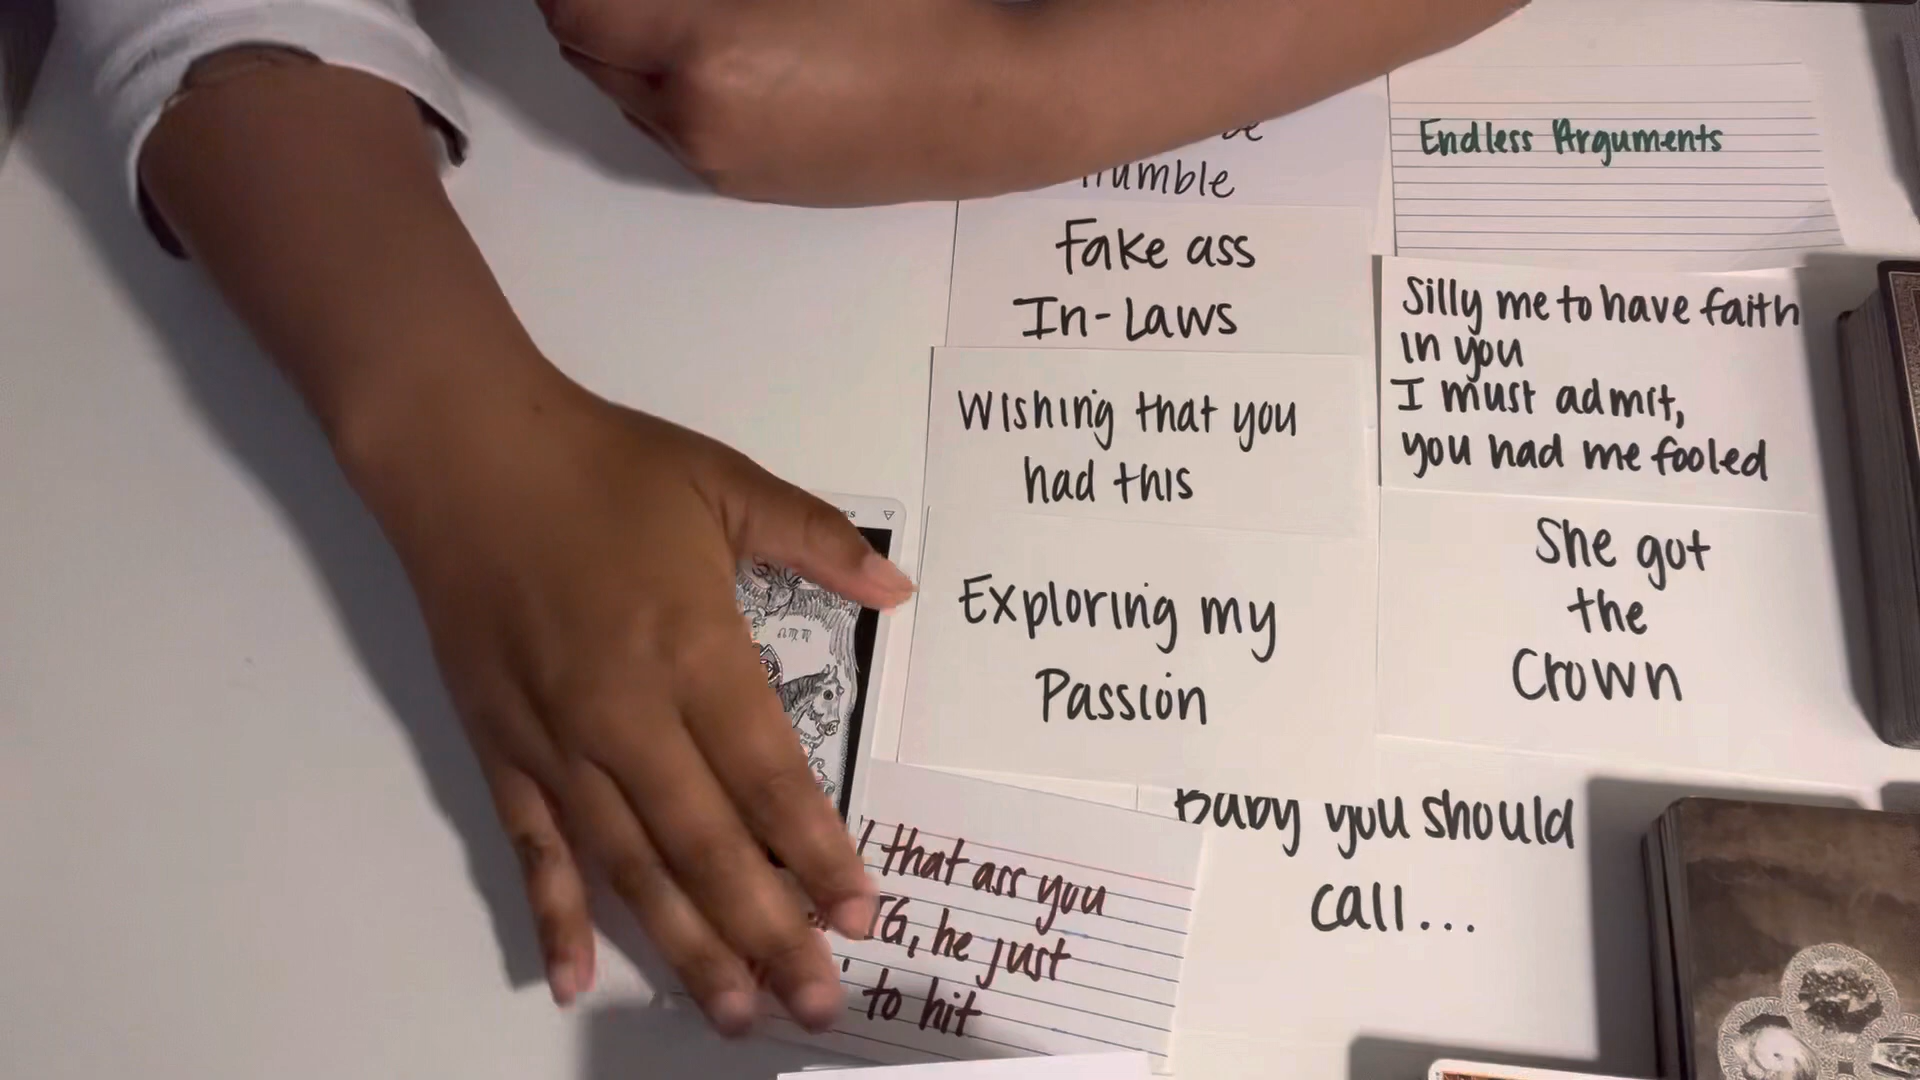 Humble
Fake ass
In-Laws
Wishing that you
had this
Exploring my
Passion
that ass you
he just
to hit
Endless Arguments
Silly me to have faith
in you
I must admit,
you had me fooled
She got
the
Crown
Baby you should
call...